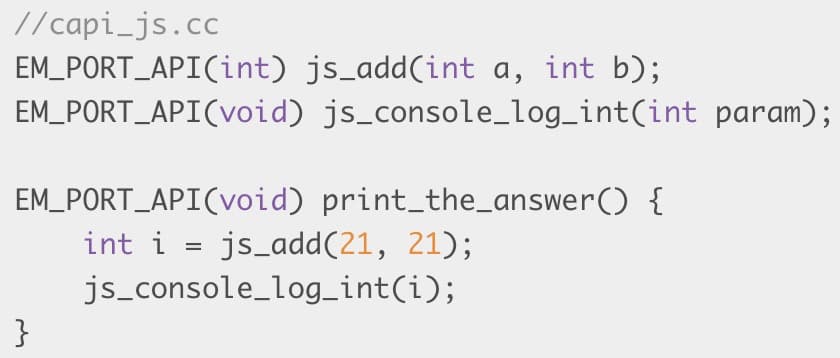 //capi_js.cc
EM_PORT_API(int) js_add(int a, int b);
EM_PORT_API(void) js_console_log_int(int param);

EM_PORT_API(void) print_the_answer() {
    int i = js_add(21, 21);
    js_console_log_int(i);
}